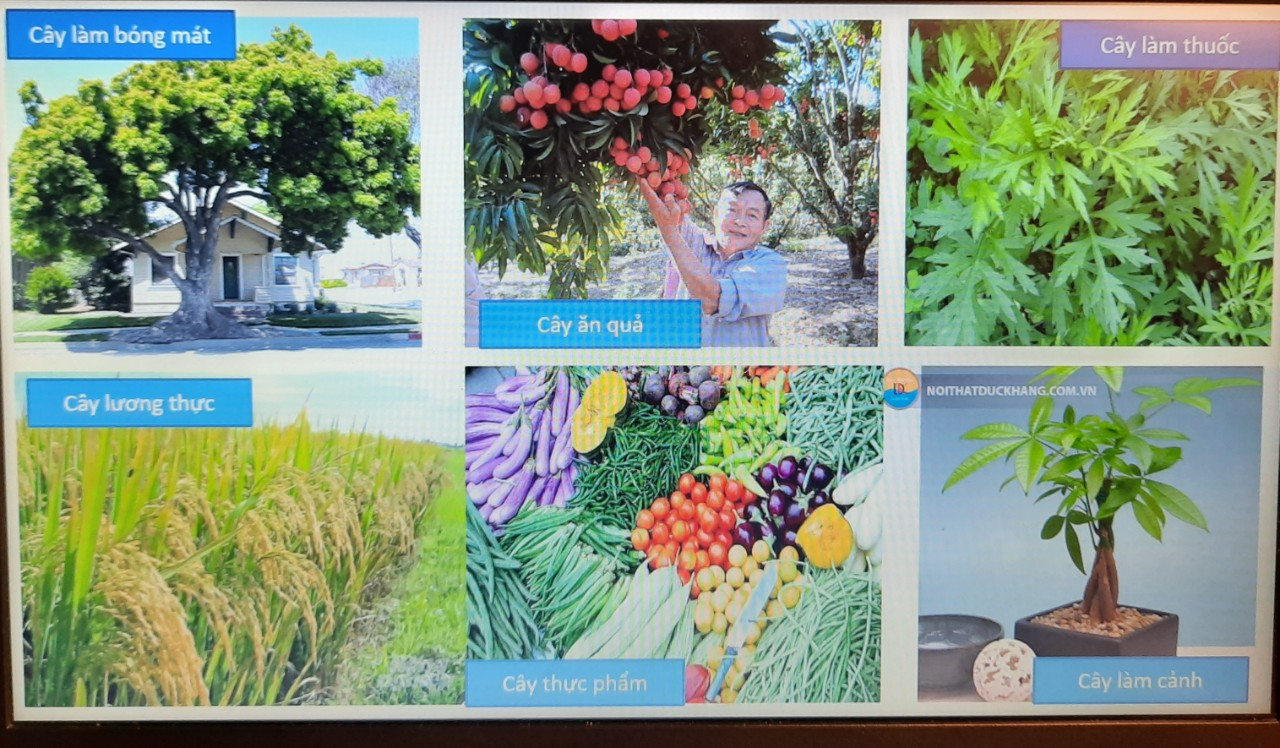 Cây làm bóng mát
Cây ăn quả
Cây làm thuốc
Cây lương thực
Cây thực phẩm
NOITHATDUCKHANG.COM.VN
Cây làm cảnh